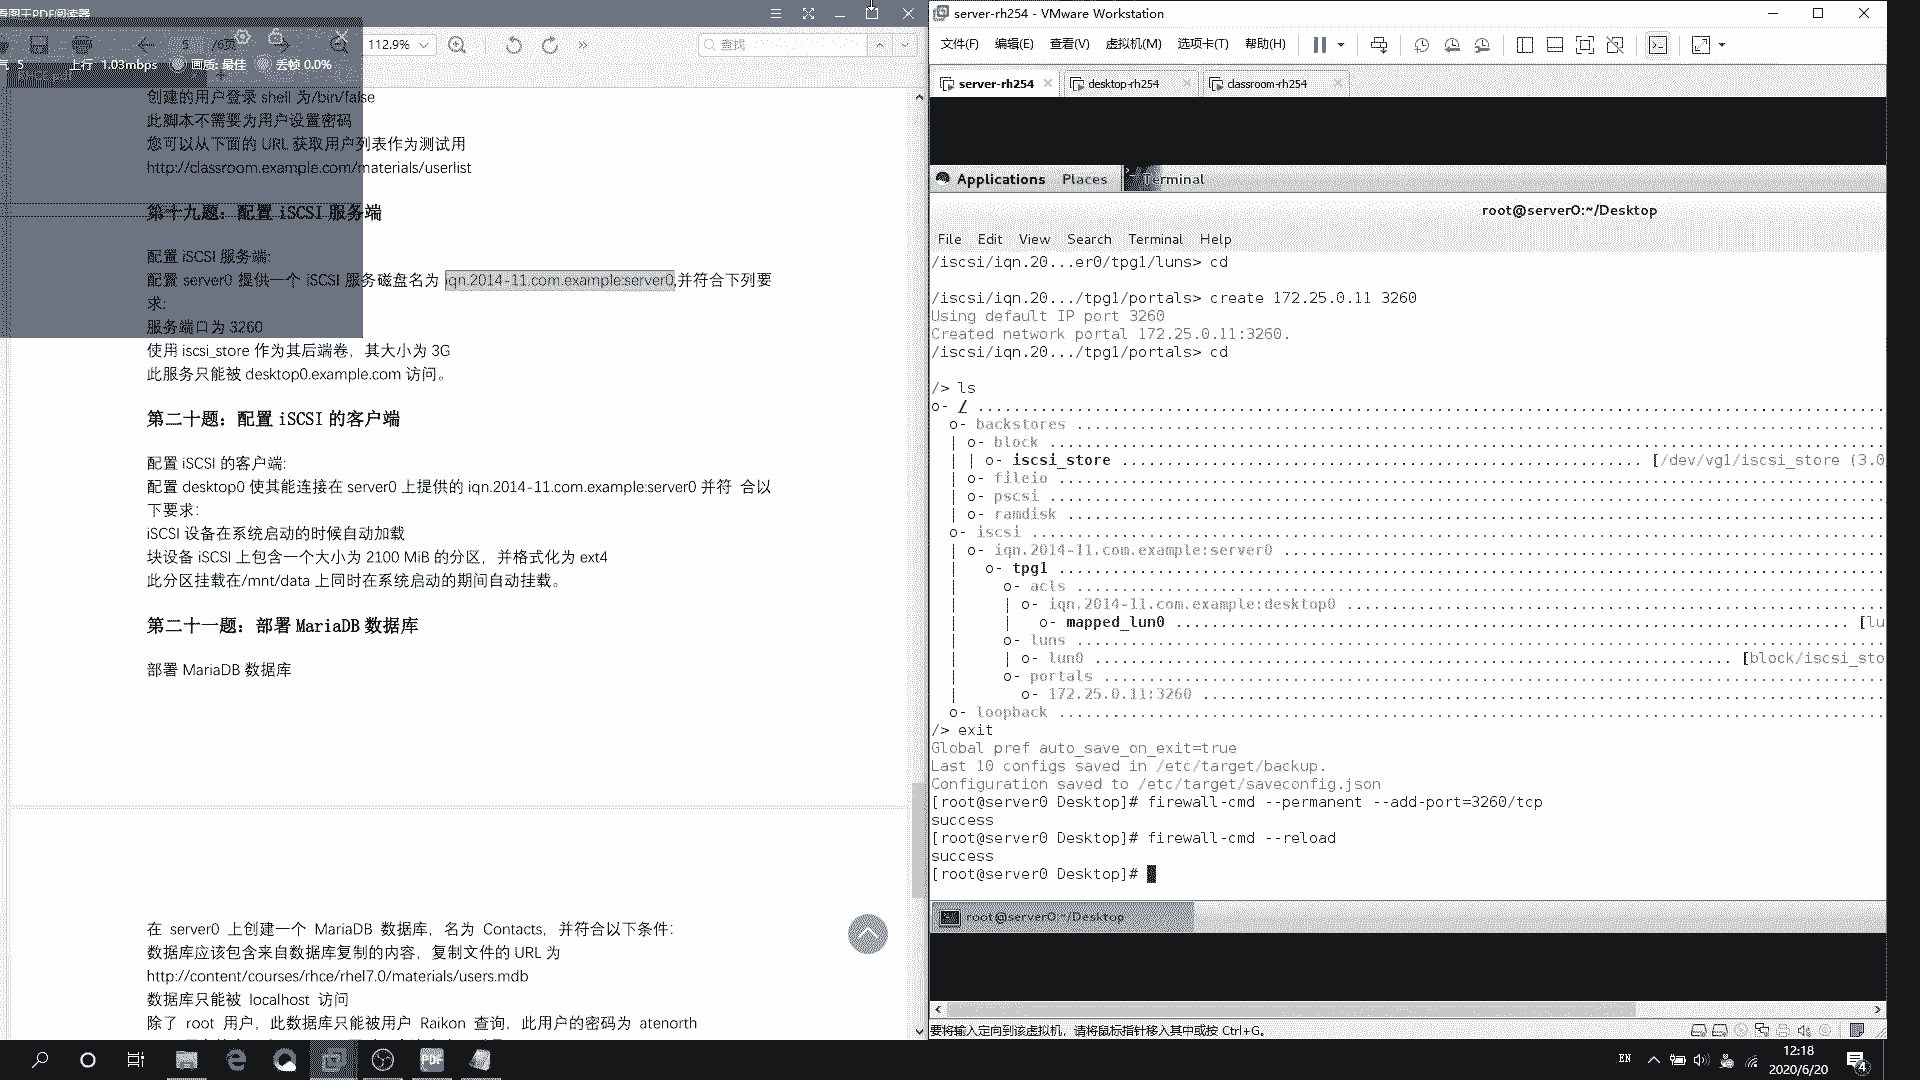 看图王PDF阅读器
5
/6页
112.9%
查找
5
上行 1.03mbps
画质: 最佳
丢帧 0.0%
RHCE.pdf
创建的用户登录 shell 为/bin/false
此脚本不需要为用户设置密码
您可以从下面的 URL 获取用户列表作为测试用
http://classroom.example.com/materials/userlist
第十九题：配置 iSCSI 服务端
配置 iSCSI 服务端:
配置 server0 提供一个 iSCSI 服务磁盘名为 iqn.2014-11.com.example:server0,并符合下列要
求:
服务端口为 3260
使用 iscsi_store 作为其后端卷，其大小为 3G
此服务只能被 desktop0.example.com 访问。
第二十题：配置 iSCSI 的客户端
配置 iSCSI 的客户端:
配置 desktop0 使其能连接在 server0 上提供的 iqn.2014-11.com.example:server0 并符 合以
下要求:
iSCSI 设备在系统启动的时候自动加载
块设备 iSCSI 上包含一个大小为 2100 MiB 的分区，并格式化为 ext4
此分区挂载在/mnt/data 上同时在系统启动的期间自动挂载。
第二十一题：部署 MariaDB 数据库
部署 MariaDB 数据库
在 server0 上创建一个 MariaDB 数据库，名为 Contacts，并符合以下条件:
数据库应该包含来自数据库复制的内容，复制文件的 URL 为
http://content/courses/rhce/rhel7.0/materials/users.mdb
数据库只能被 localhost 访问
除了 root 用户，此数据库只能被用户 Raikon 查询，此用户的密码为 atenorth
server-rh254 - VMware Workstation
文件(F) 编辑(E) 查看(V) 虚拟机(M) 选项卡(T) 帮助(H)
server-rh254
desktop-rh254
classroom-rh254
Applications Places Terminal
root@server0:~/Desktop
File Edit View Search Terminal Help
/iscsi/iqn.20...er0/tpg1/luns> cd
/iscsi/iqn.20.../tpg1/portals> create 172.25.0.11 3260
Using default IP port 3260
Created network portal 172.25.0.11:3260.
/iscsi/iqn.20.../tpg1/portals> cd
/> ls
o- / ....................................................................................................
o- backstores .........................................................................................
| o- block .................................................................................
| | o- iscsi_store .......................................................... [/dev/vg1/iscsi_store (3.0
| o- fileio .................................................................................
| o- pscsi ..................................................................................
| o- ramdisk ................................................................................
o- iscsi ..............................................................................................
| o- iqn.2014-11.com.example:server0 ...................................................................
|   o- tpg1 ............................................................................................
|     o- acls ..........................................................................................
|     | o- iqn.2014-11.com.example:desktop0 ............................................................
|     |   o- mapped_lun0 ........................................................................... [lu
|     o- luns ..........................................................................................
|     | o- lun0 ....................................................................... [block/iscsi_sto
|     o- portals .......................................................................................
|       o- 172.25.0.11:3260 ............................................................................
o- loopback ...........................................................................................
/> exit
Global pref auto_save_on_exit=true
Last 10 configs saved in /etc/target/backup.
Configuration saved to /etc/target/saveconfig.json
[root@server0 Desktop]# firewall-cmd --permanent --add-port=3260/tcp
success
[root@server0 Desktop]# firewall-cmd --reload
success
[root@server0 Desktop]#
root@server0:~/Desktop
要将输入定向到该虚拟机，请将鼠标指针移入其中或按 Ctrl+G。
PDF
EN
12:18
2020/6/20
4